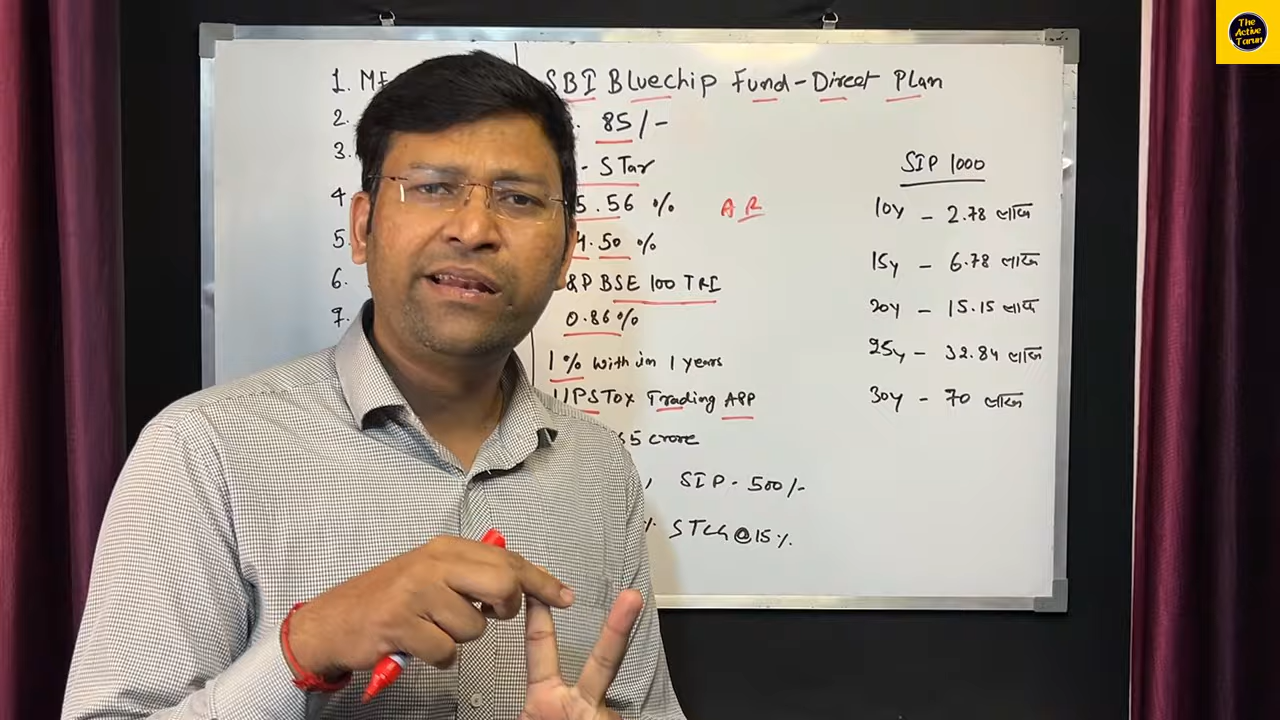 The
Active
Tarun
1. MF
SBI Bluechip Fund - Direct Plan
2.
85/-
3.
- STar
4
5.56 % AR
5.
4.50 %
6.
&P BSE 100 TRI
7.
0.86%
1% within 1 years
UPSTox Trading APP
5 crore
, SIP - 500/-
% STCG @ 15%.
SIP 1000
10y - 2.78 लाख
15y - 6.78 लाख
20y - 15.15 लाख
25y - 32.84 लाख
30y - 70 लाख